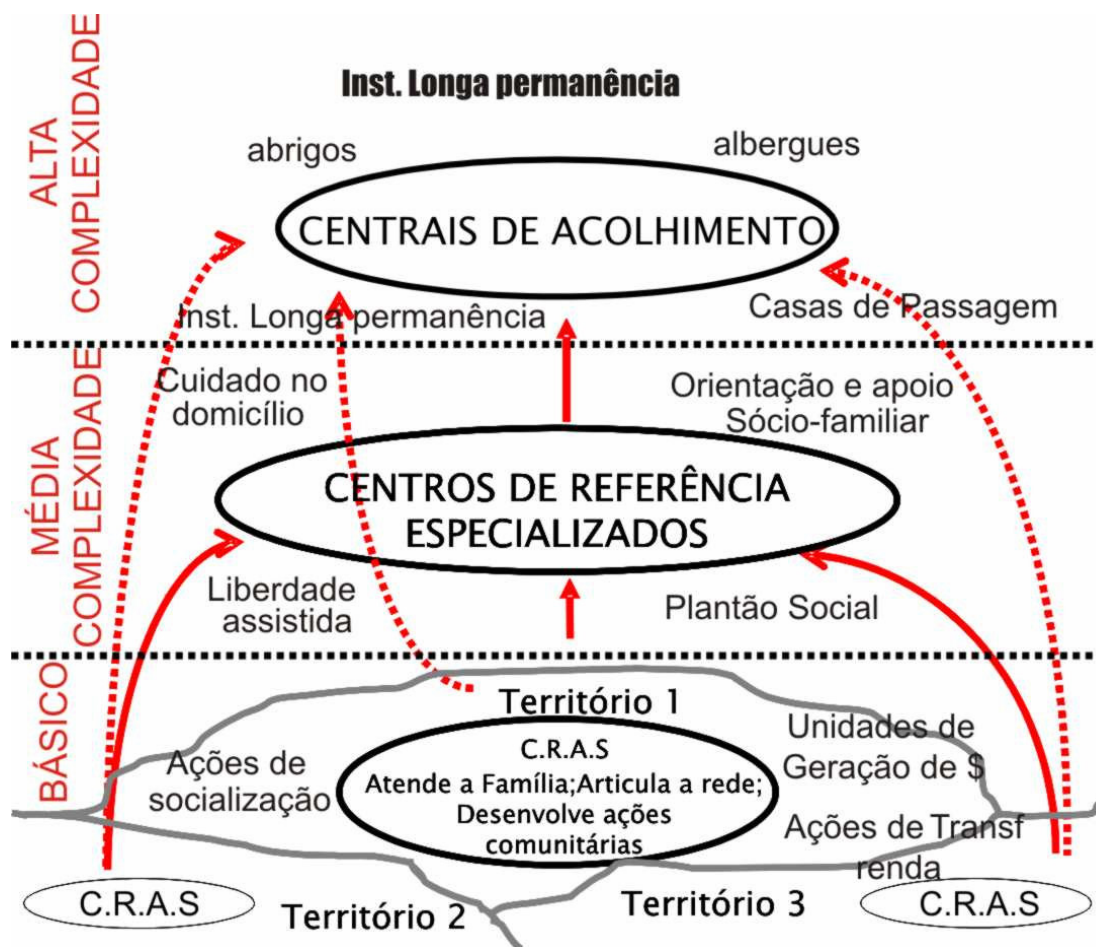 Inst. Longa permanência
abrigos
albergues
CENTRAIS DE ACOLHIMENTO
Inst. Longa permanência
Casas de Passagem
ALTA
COMPLEXIDADE
Cuidado no
domicílio
Orientação e apoio
Sócio-familiar
CENTROS DE REFERÊNCIA
ESPECIALIZADOS
Liberdade
assistida
Plantão Social
MÉDIA
COMPLEXIDADE
Território 1
C.R.A.S
Atende a Família;Articula a rede;
Desenvolve ações
comunitárias
Ações de
socialização
Unidades de
Geração de $
Ações de Transf
renda
BÁSICO
C.R.A.S
Território 2
Território 3
C.R.A.S